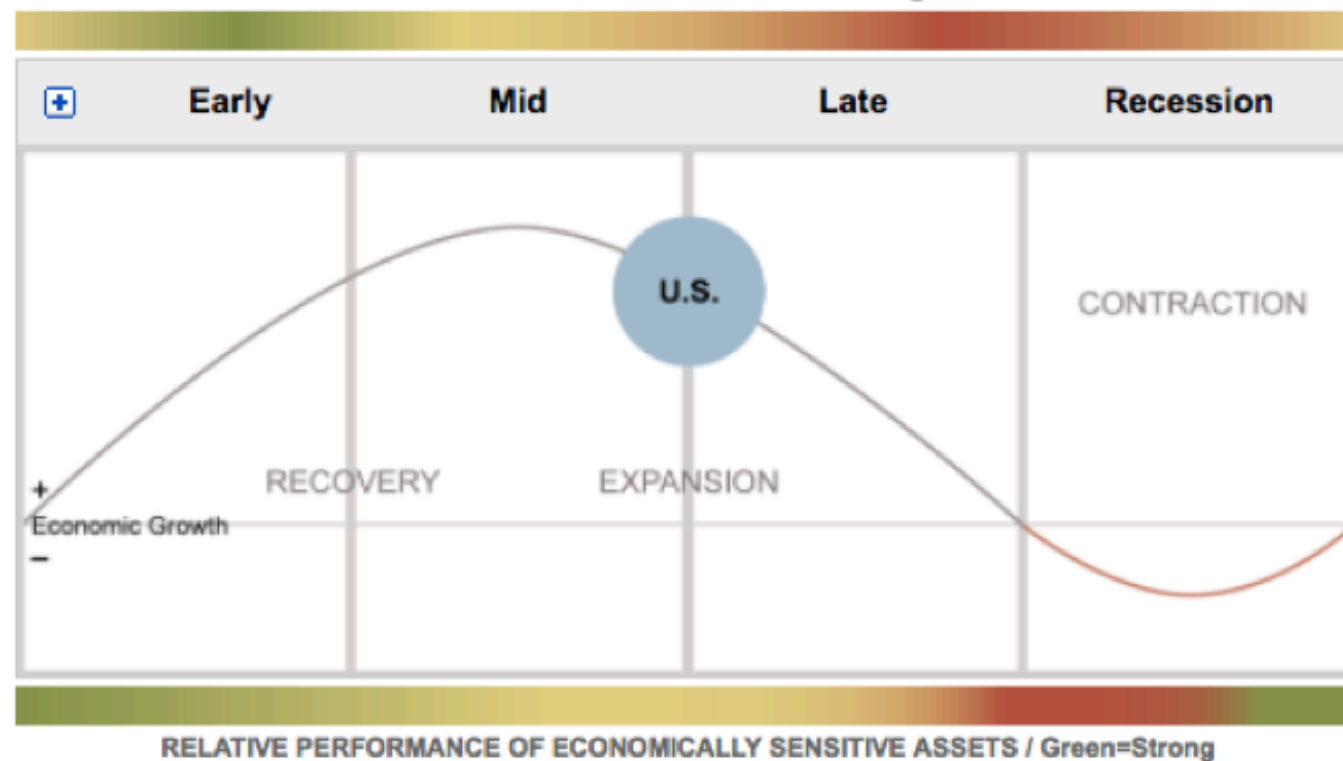 Early Mid Late Recession
U.S.
CONTRACTION
RECOVERY EXPANSION
+
Economic Growth
–
RELATIVE PERFORMANCE OF ECONOMICALLY SENSITIVE ASSETS / Green=Strong